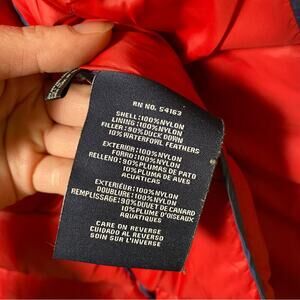 RN NO. 54163
SHELL: 100% NYLON
LINING: 100% NYLON
FILLER: 90% DUCK DOWN
10% WATERFOWL FEATHERS
EXTERIOR: 100% NYLON
FORRO: 100% NYLON
RELLENO: 90% PLUMAS DE PATO
10% PLUMA DE AVES
ACUATICAS
EXTÉRIEUR: 100% NYLON
DOUBLURE: 100% NYLON
REMPLISSAGE: 90% DUVET DE CANARD
10% PLUME D'OISEAUX
AQUATIQUES
CARE ON REVERSE
CUIDADO AL REVERSO
SOIN SUR L'INVERSE